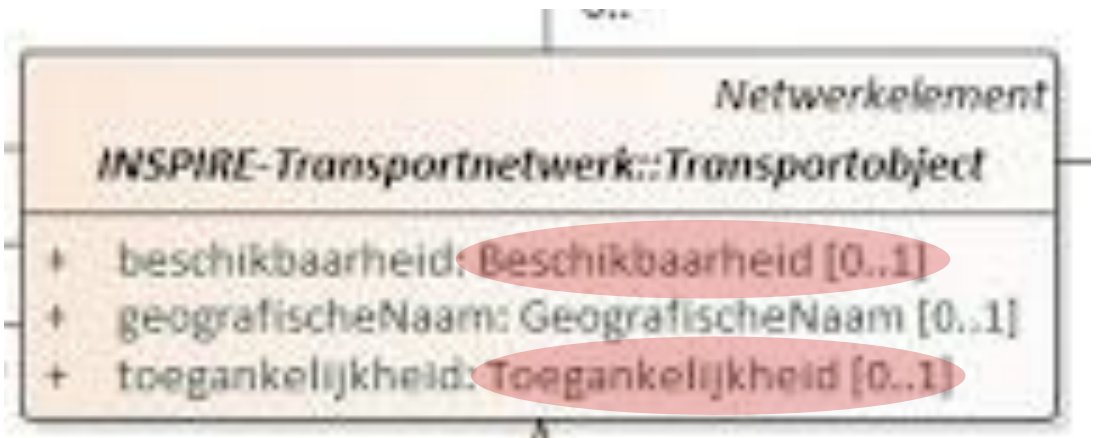 Netwerkelement
INSPIRE-Transportnetwerk::Transportobject
+ beschikbaarheid: Beschikbaarheid [0..1]
+ geografischeNaam: GeografischeNaam [0..1]
+ toegankelijkheid: Toegankelijkheid [0..1]